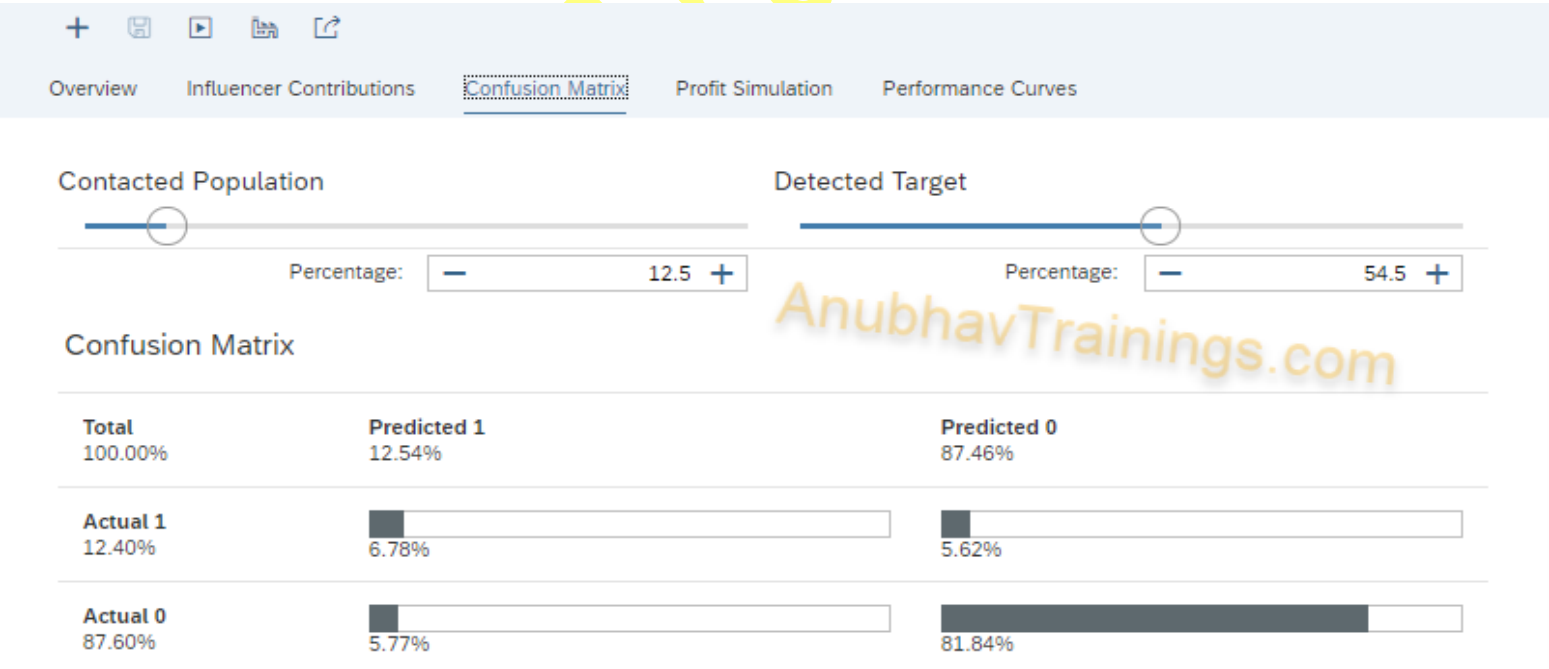 Overview Influencer Contributions Confusion Matrix Profit Simulation Performance Curves
Contacted Population Detected Target
Percentage: − 12.5 + Percentage: − 54.5 +
AnubhavTrainings.com
Confusion Matrix
Total Predicted 1 Predicted 0
100.00% 12.54% 87.46%
Actual 1
12.40% 6.78% 5.62%
Actual 0
87.60% 5.77% 81.84%